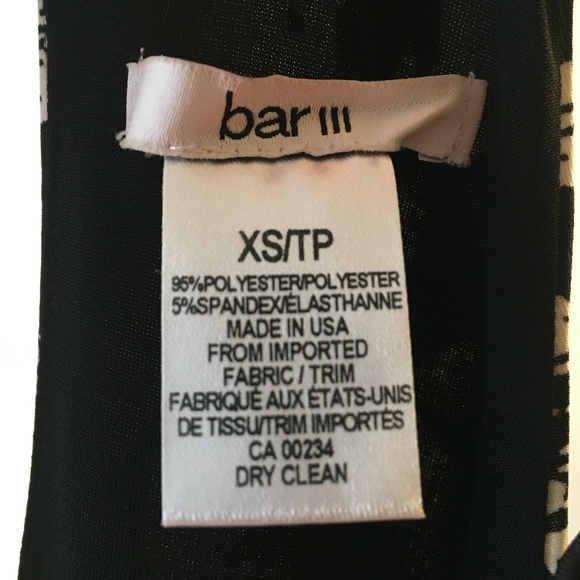 bar III
XS/TP
95%POLYESTER/POLYESTER
5%SPANDEX/ÉLASTHANNE
MADE IN USA
FROM IMPORTED
FABRIC / TRIM
FABRIQUÉ AUX ÉTATS-UNIS
DE TISSU/TRIM IMPORTÉS
CA 00234
DRY CLEAN